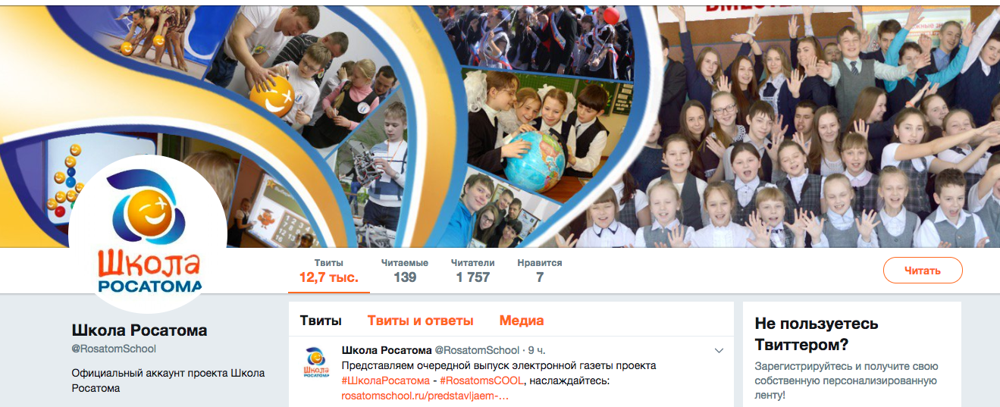 ВМЕСТЕ
Школа
РОСАТОМА
Твиты
12,7 тыс.
Читаемые
139
Читатели
1 757
Нравится
7
Читать
Школа Росатома
@RosatomSchool
Официальный аккаунт проекта Школа
Росатома
Твиты
Твиты и ответы
Медиа
Школа
РОСАТОМА
Школа Росатома @RosatomSchool · 9 ч.
Представляем очередной выпуск электронной газеты проекта
#ШколаРосатома - #RosatomsCOOL, наслаждайтесь:
rosatomschool.ru/predstavljaem-...
Не пользуетесь
Твиттером?
Зарегистрируйтесь и получите свою
собственную персонализированную
ленту!